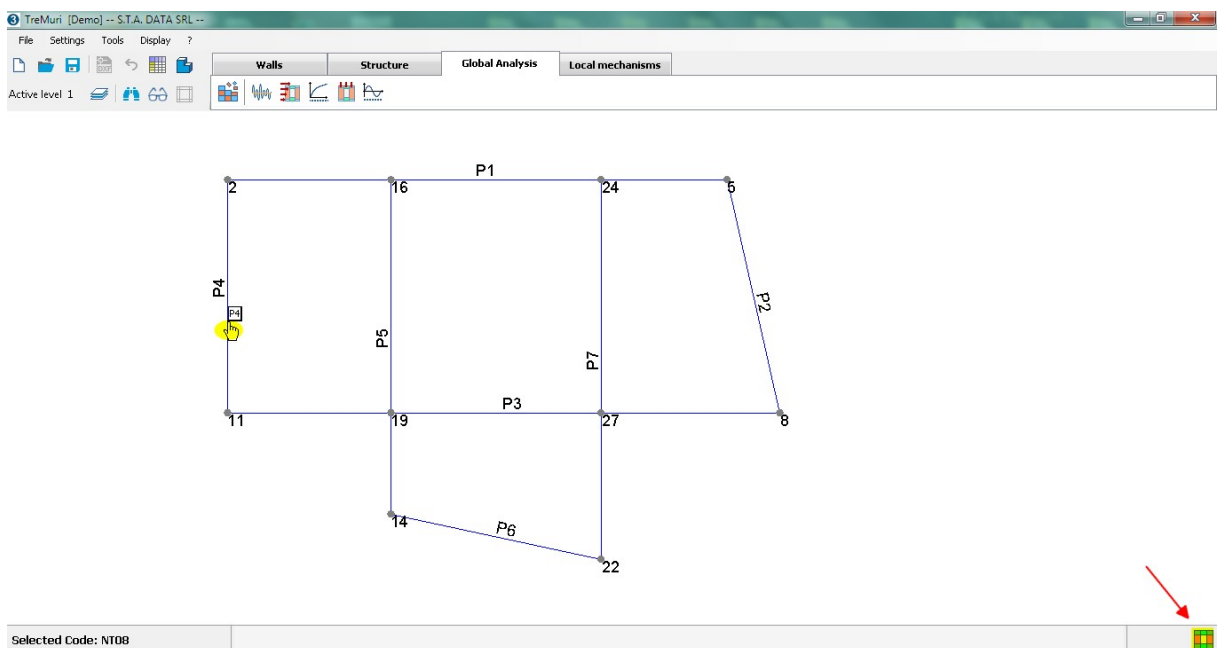 TreMuri [Demo] -- S.T.A. DATA SRL --
File Settings Tools Display ?
Walls Structure Global Analysis Local mechanisms
Active level 1
P1
2 16 24 5
P4
P2
P4
P5
P7
P3
11 19 27 8
14
P6
22
Selected Code: NT08